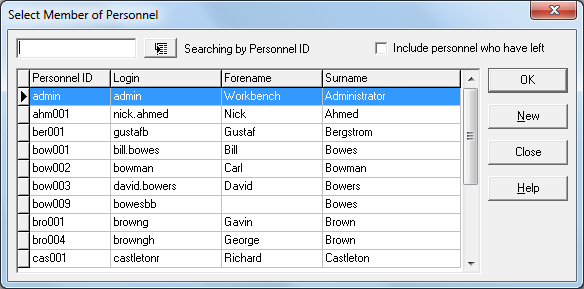 Select Member of Personnel
Searching by Personnel ID Include personnel who have left
Personnel ID Login Forename Surname
admin admin Workbench Administrator
ahm001 nick.ahmed Nick Ahmed
ber001 gustafb Gustaf Bergstrom
bow001 bill.bowes Bill Bowes
bow002 bowman Carl Bowman
bow003 david.bowers David Bowers
bow009 bowesbb Bowes
bro001 browng Gavin Brown
bro004 browngh George Brown
cas001 castletonr Richard Castleton
OK
New
Close
Help